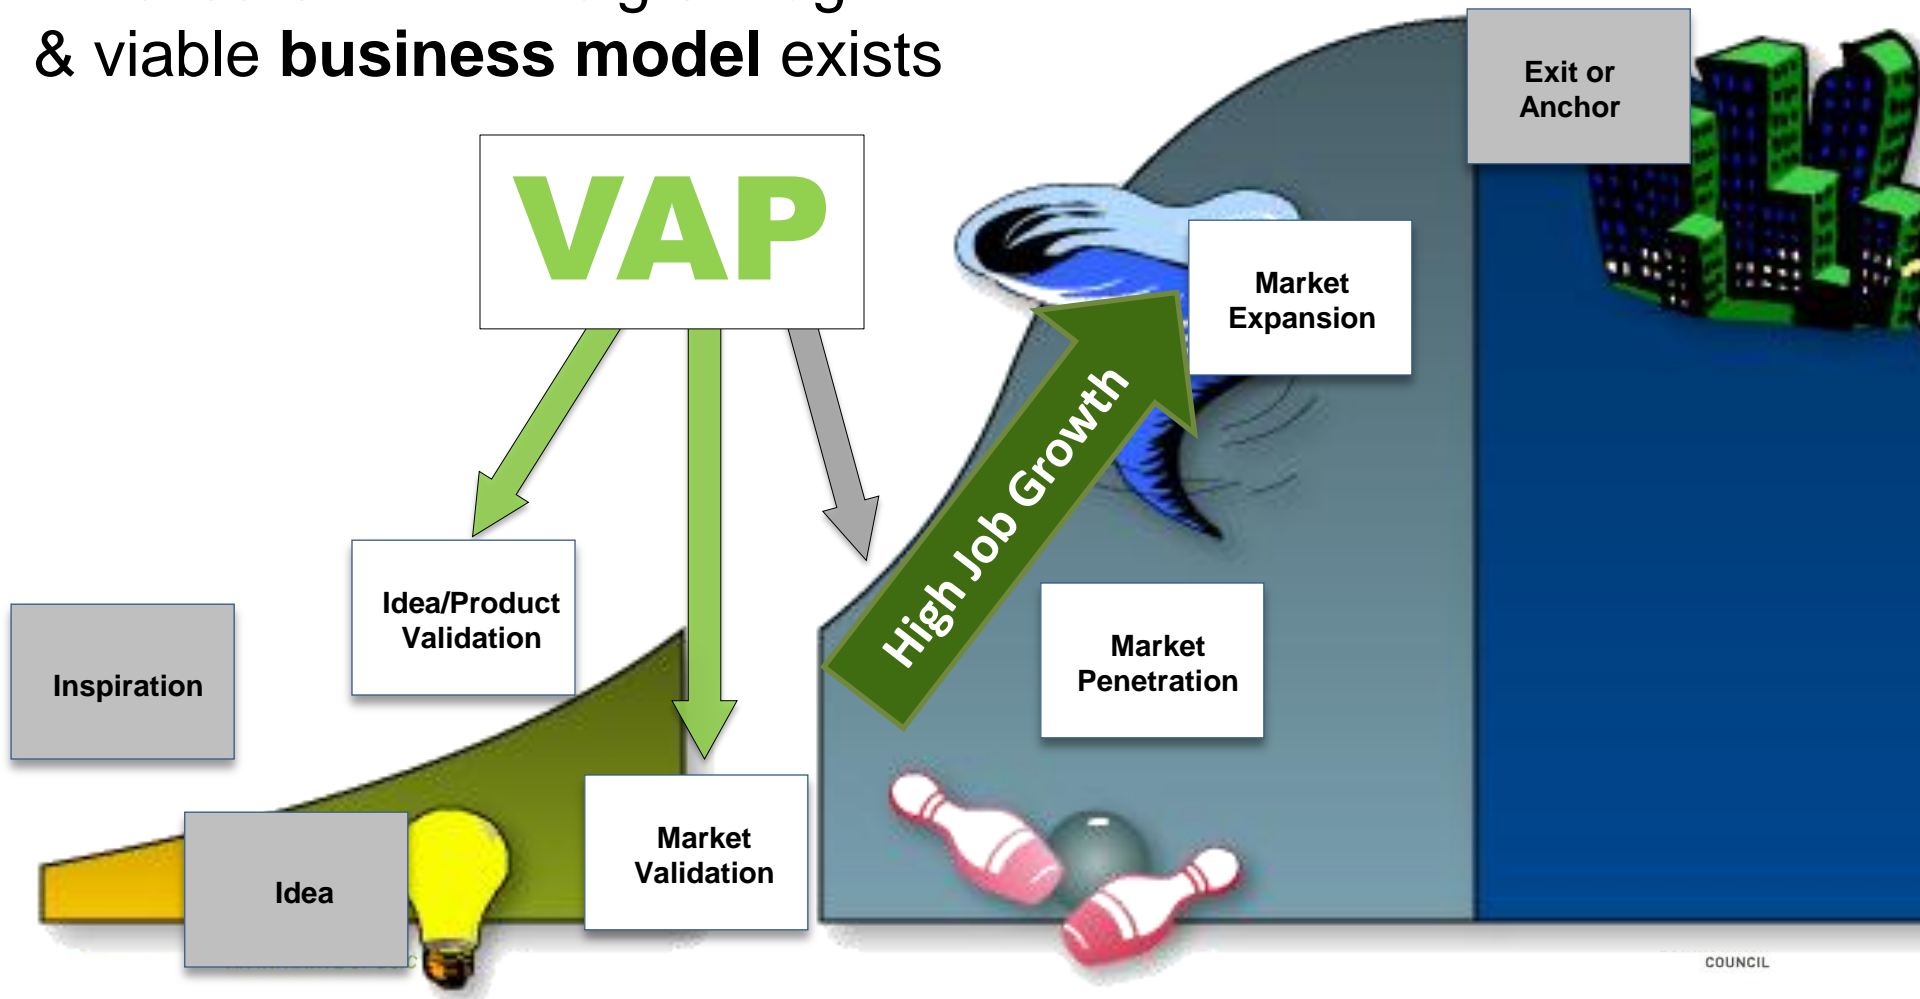 & viable business model exists
VAP
Exit or
Anchor
Market
Expansion
High Job Growth
Idea/Product
Validation
Inspiration
Market
Penetration
Market
Validation
Idea
COUNCIL